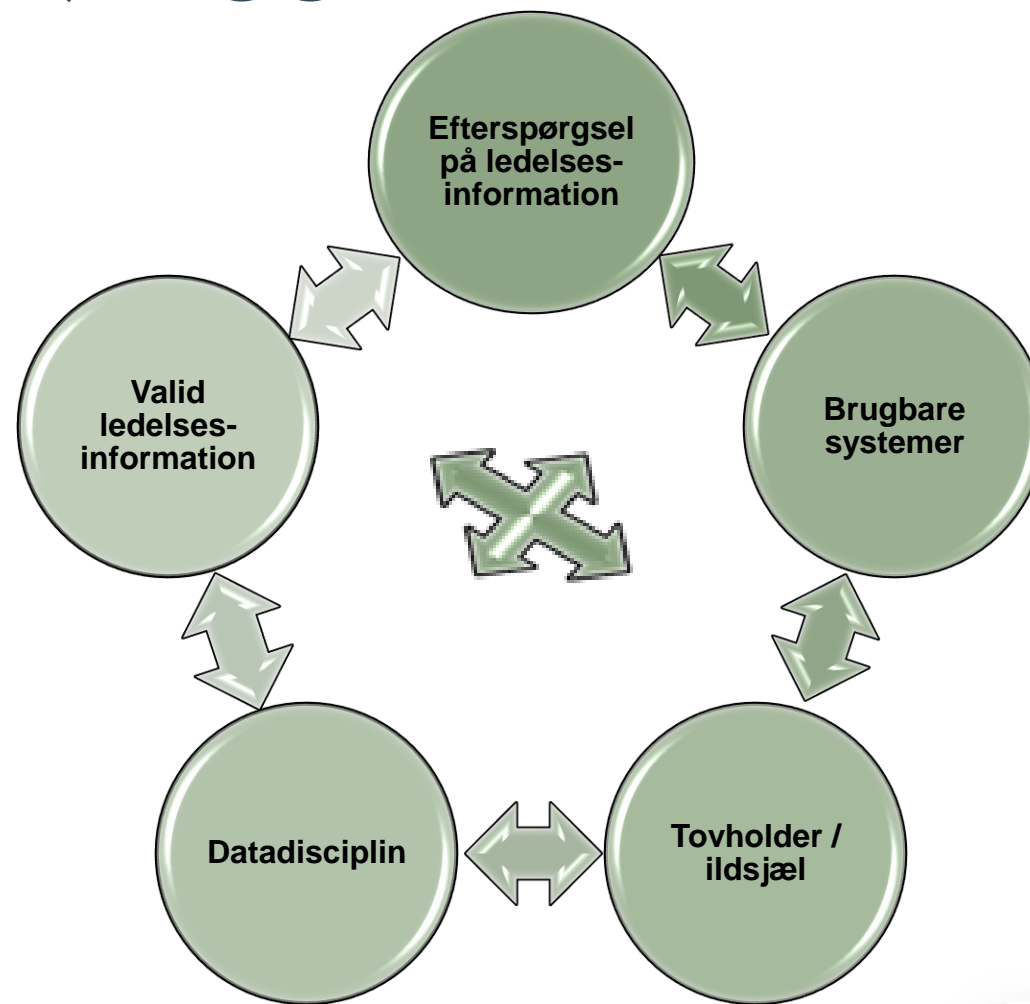 Efterspørgsel
på ledelses-
information
Brugbare
systemer
Tovholder /
ildsjæl
Datadisciplin
Valid
ledelses-
information